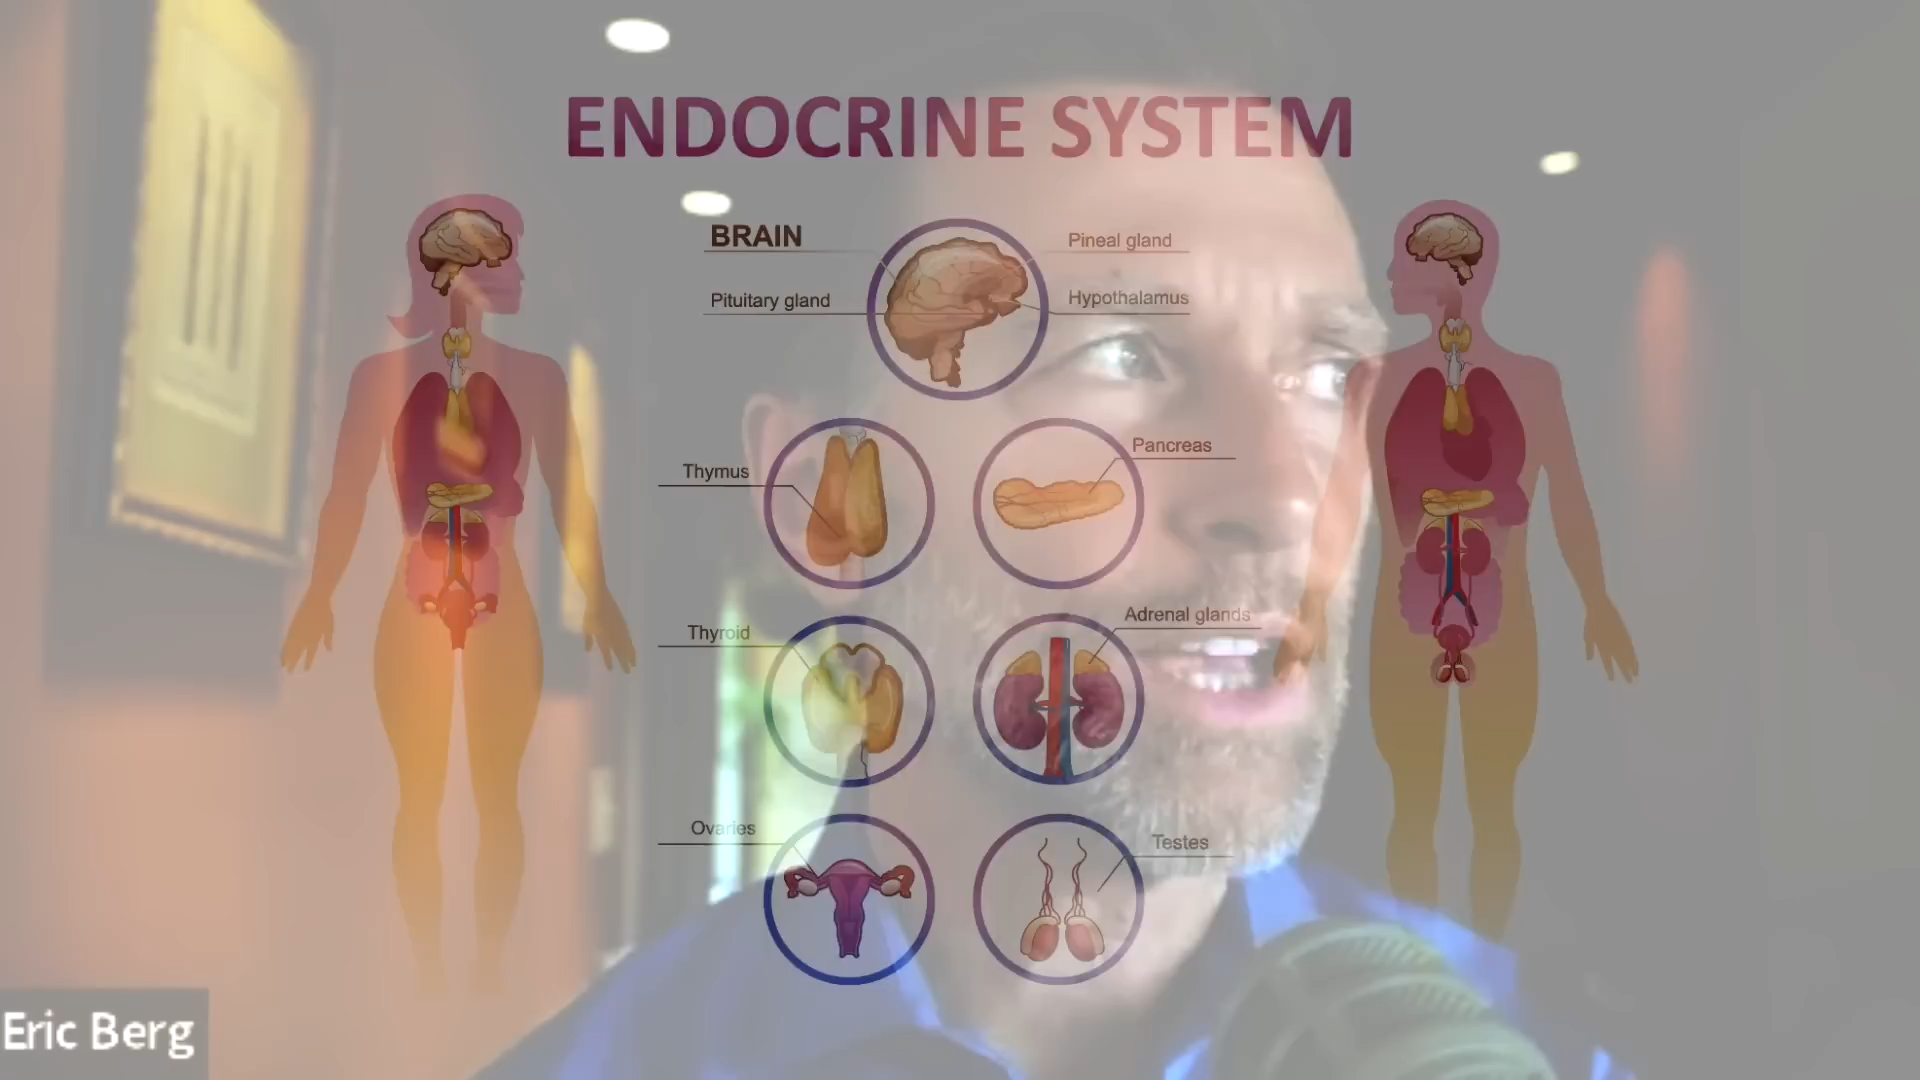 ENDOCRINE SYSTEM
BRAIN
Pineal gland
Pituitary gland
Hypothalamus
Thymus
Pancreas
Thyroid
Adrenal glands
Ovaries
Testes
Eric Berg